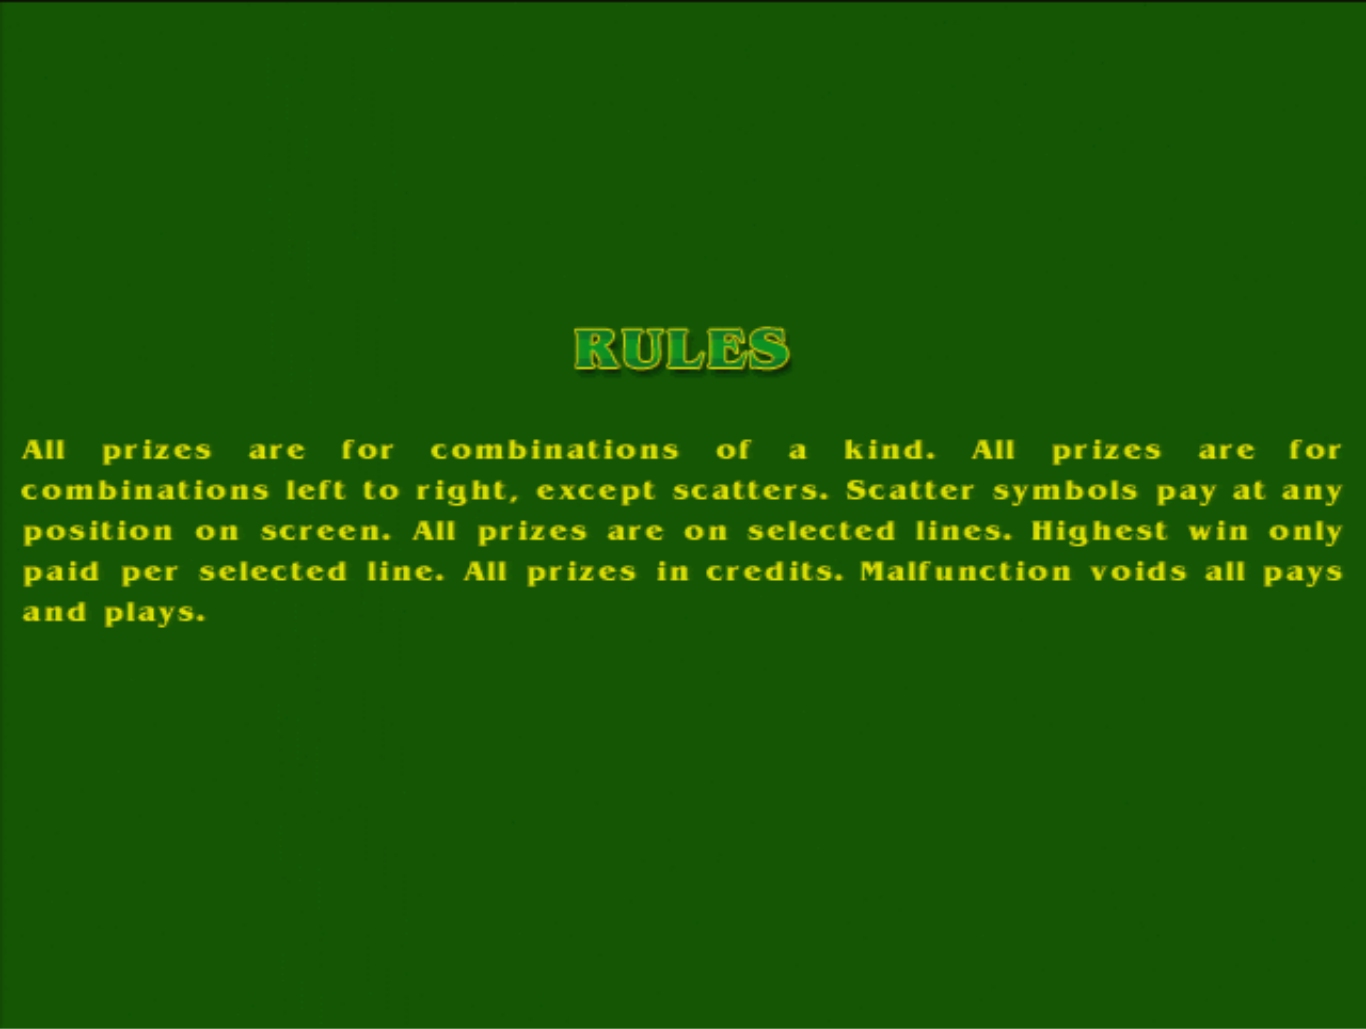 RULES
All prizes are for combinations of a kind. All prizes are for
combinations left to right, except scatters. Scatter symbols pay at any
position on screen. All prizes are on selected lines. Highest win only
paid per selected line. All prizes in credits. Malfunction voids all pays
and plays.